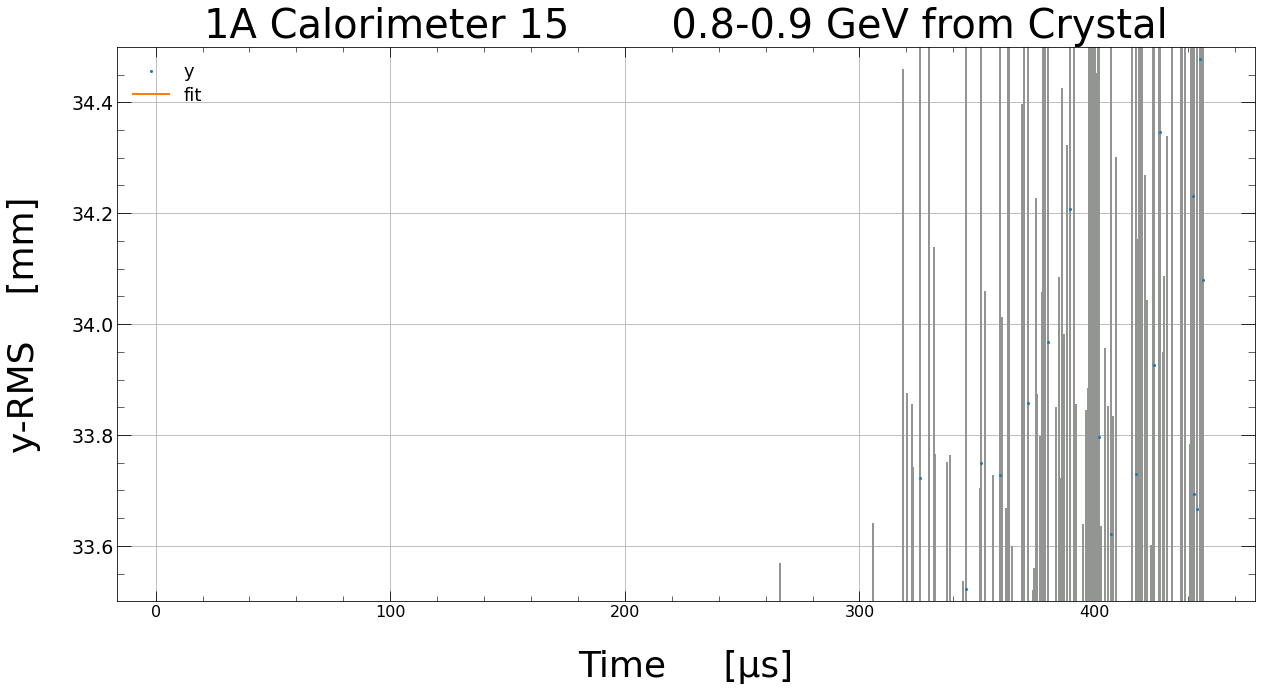 1A Calorimeter 15 0.8-0.9 GeV from Crystal
y
fit
34.4
34.2
34.0
33.8
33.6
y-RMS [mm]
0 100 200 300 400
Time [μs]